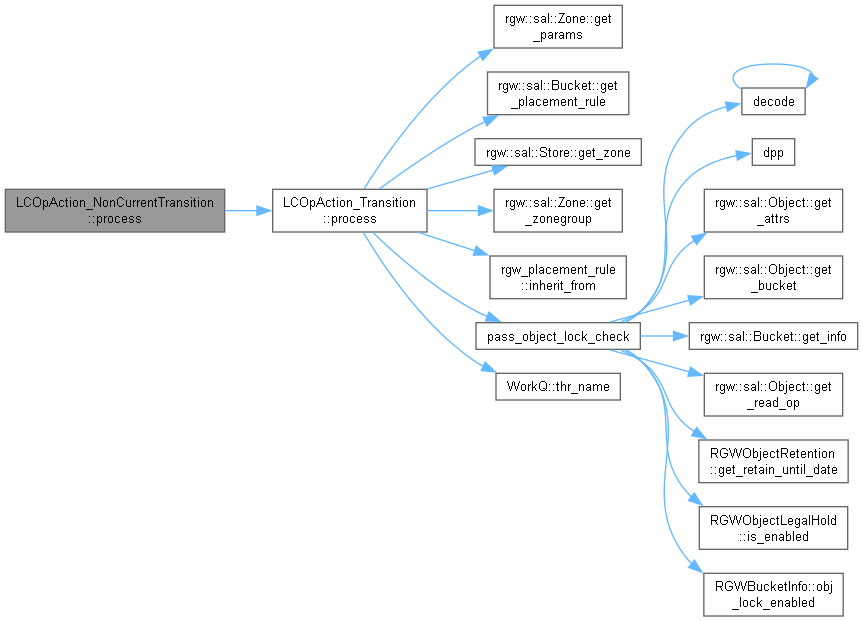 LCOpAction_NonCurrentTransition
::process
LCOpAction_Transition
::process
rgw::sal::Zone::get
_params
rgw::sal::Bucket::get
_placement_rule
rgw::sal::Store::get_zone
rgw::sal::Zone::get
_zonegroup
rgw_placement_rule
::inherit_from
pass_object_lock_check
WorkQ::thr_name
decode
dpp
rgw::sal::Object::get
_attrs
rgw::sal::Object::get
_bucket
rgw::sal::Bucket::get_info
rgw::sal::Object::get
_read_op
RGWObjectRetention
::get_retain_until_date
RGWObjectLegalHold
::is_enabled
RGWBucketInfo::obj
_lock_enabled